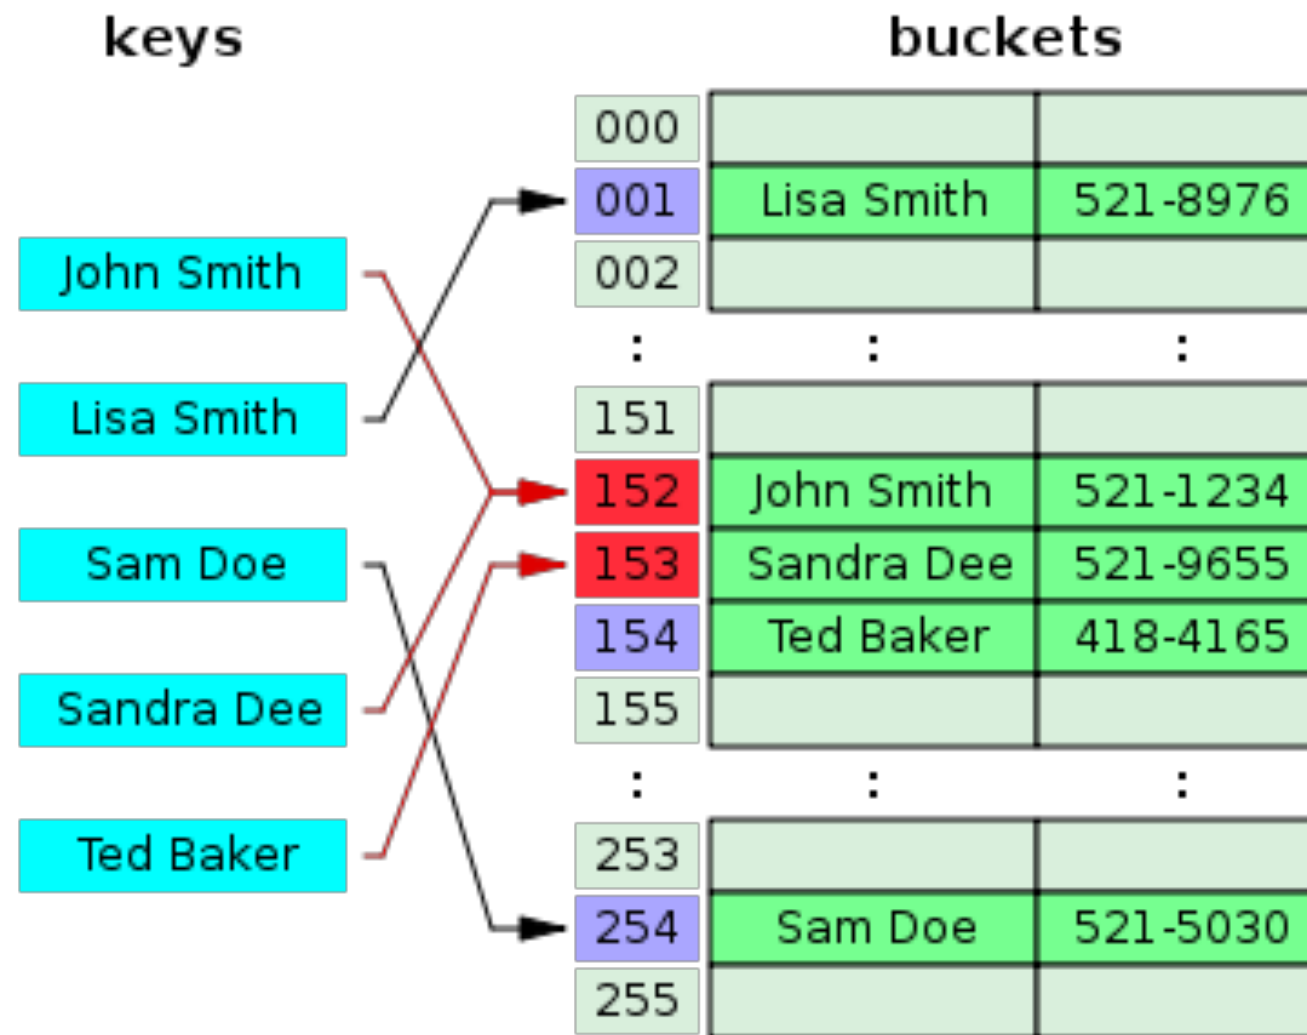 keys
buckets
John Smith
Lisa Smith
Sam Doe
Sandra Dee
Ted Baker
000
001 Lisa Smith 521-8976
002
: : :
151
152 John Smith 521-1234
153 Sandra Dee 521-9655
154 Ted Baker 418-4165
155
: : :
253
254 Sam Doe 521-5030
255